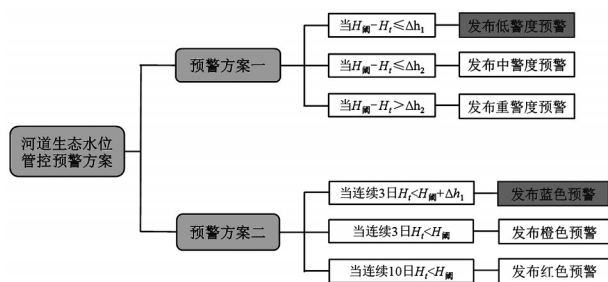 当H阈-Ht≤Δh1
发布低警度预警
预警方案一
当H阈-Ht≤Δh2
发布中警度预警
当H阈-Ht＞Δh2
发布重警度预警
河道生态水位
管控预警方案
当连续3日Ht<H阈+Δh1
发布蓝色预警
预警方案二
当连续3日Ht<H阈
发布橙色预警
当连续10日Ht<H阈
发布红色预警